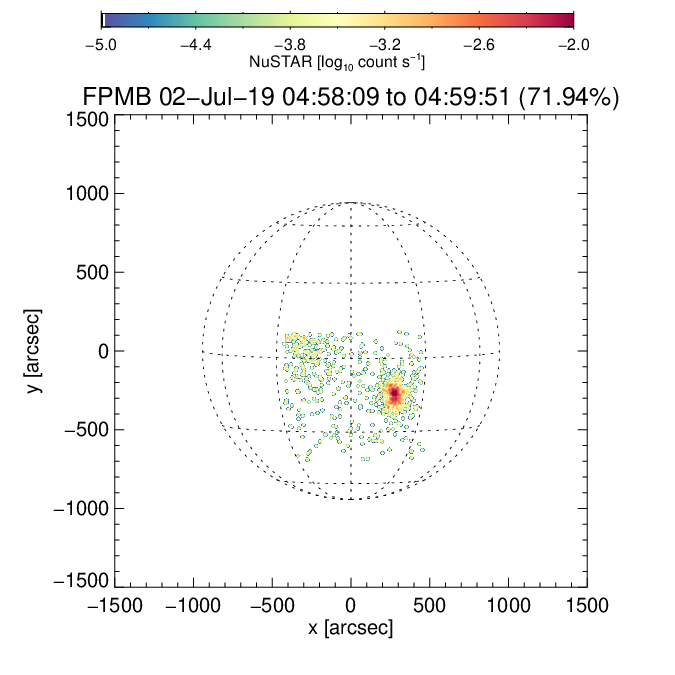 −5.0 −4.4 −3.8 −3.2 −2.6 −2.0
NuSTAR [log₁₀ count s⁻¹]
FPMB 02−Jul−19 04:58:09 to 04:59:51 (71.94%)
1500
1000
500
0
−500
−1000
−1500
y [arcsec]
−1500 −1000 −500 0 500 1000 1500
x [arcsec]